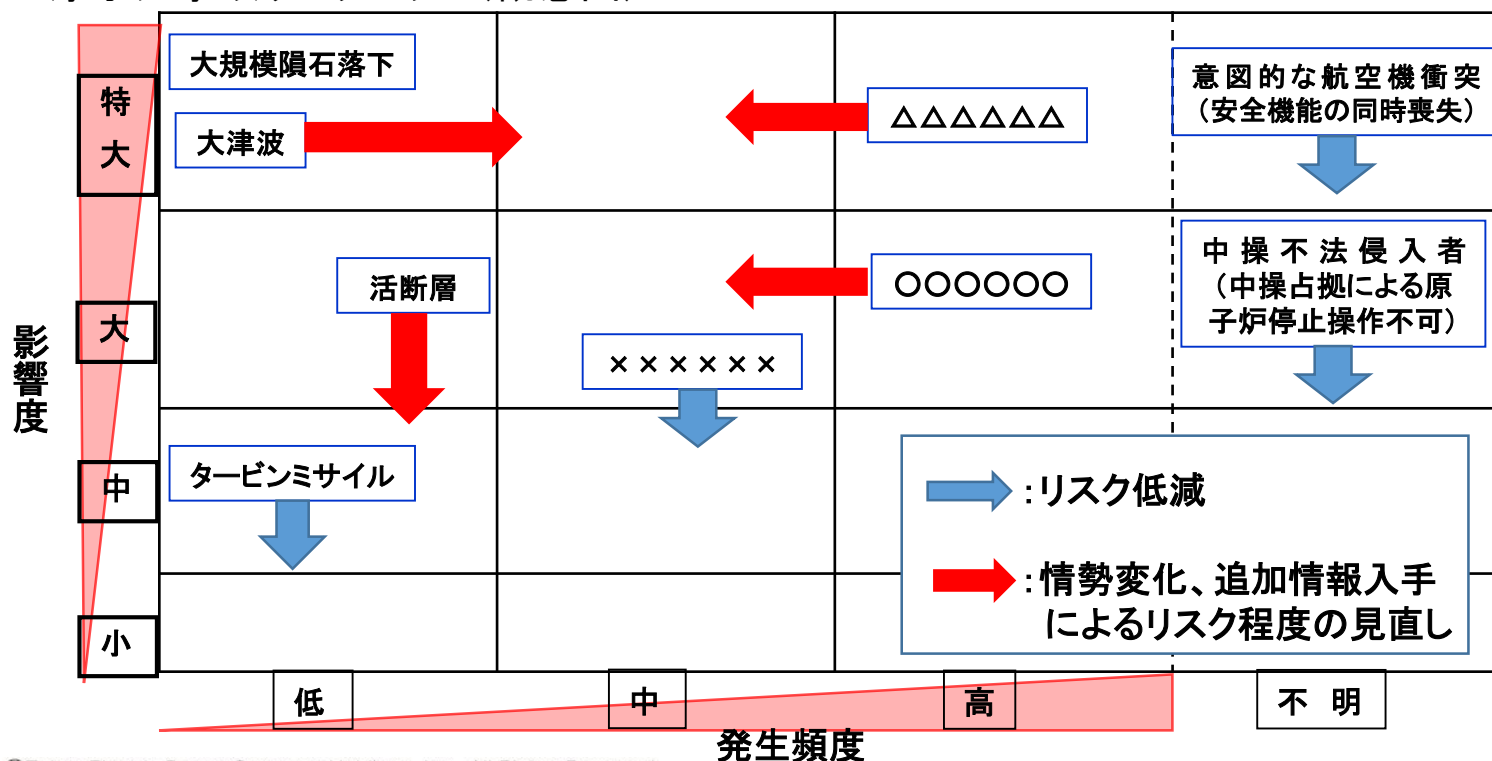 大規模隕石落下
意図的な航空機衝突
(安全機能の同時喪失)
特
大
大津波
△△△△△△
中操不法侵入者
(中操占拠による原
子炉停止操作不可)
活断層
○○○○○○
大
影響度
××××××
タービンミサイル
中
:リスク低減
:情勢変化、追加情報入手
によるリスク程度の見直し
小
低
中
高
不 明
発生頻度